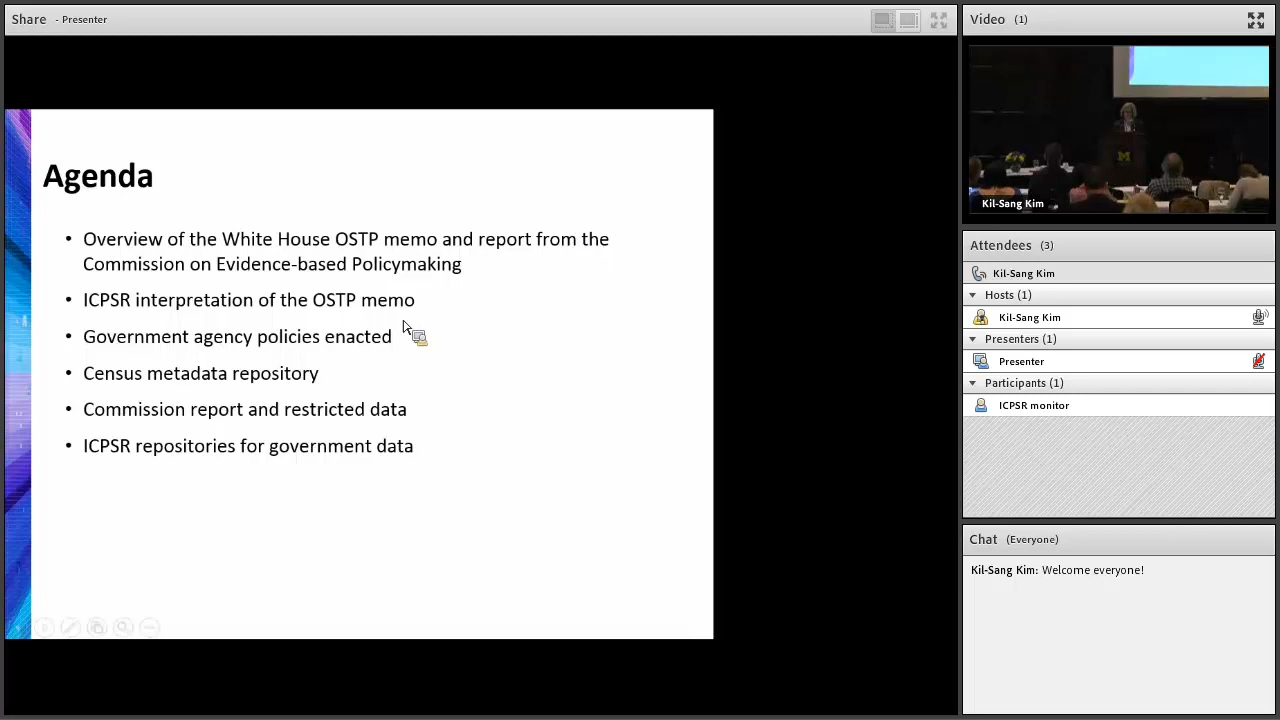 Share - Presenter
Agenda
• Overview of the White House OSTP memo and report from the
Commission on Evidence-based Policymaking
• ICPSR interpretation of the OSTP memo
• Government agency policies enacted
• Census metadata repository
• Commission report and restricted data
• ICPSR repositories for government data
Video (1)
M
Kil-Sang Kim
Attendees (3)
Kil-Sang Kim
Hosts (1)
Kil-Sang Kim
Presenters (1)
Presenter
Participants (1)
ICPSR monitor
Chat (Everyone)
Kil-Sang Kim: Welcome everyone!